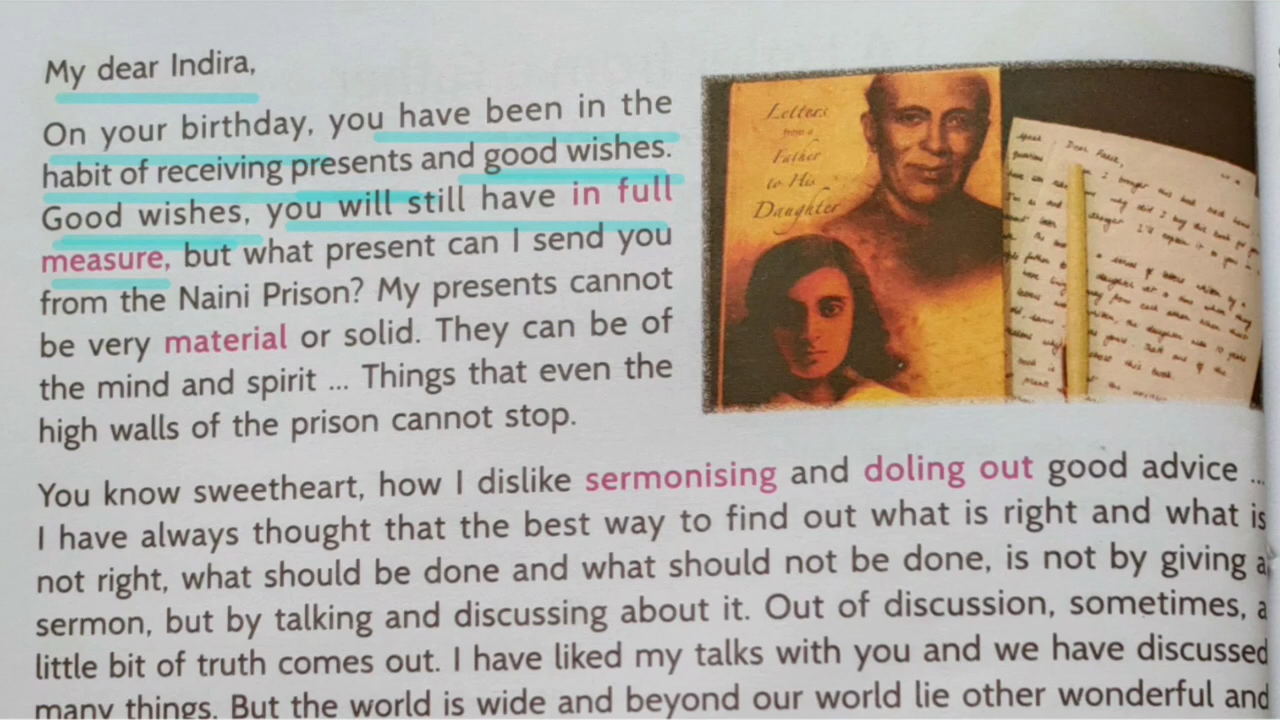 My dear Indira,
On your birthday, you have been in the
habit of receiving presents and good wishes.
Good wishes, you will still have in full
measure, but what present can I send you
from the Naini Prison? My presents cannot
be very material or solid. They can be of
the mind and spirit ... Things that even the
high walls of the prison cannot stop.
Letters
from a
Father
to His
Daughter
You know sweetheart, how I dislike sermonising and doling out good advice ...
I have always thought that the best way to find out what is right and what is
not right, what should be done and what should not be done, is not by giving a
sermon, but by talking and discussing about it. Out of discussion, sometimes, a
little bit of truth comes out. I have liked my talks with you and we have discussed
many things. But the world is wide and beyond our world lie other wonderful and